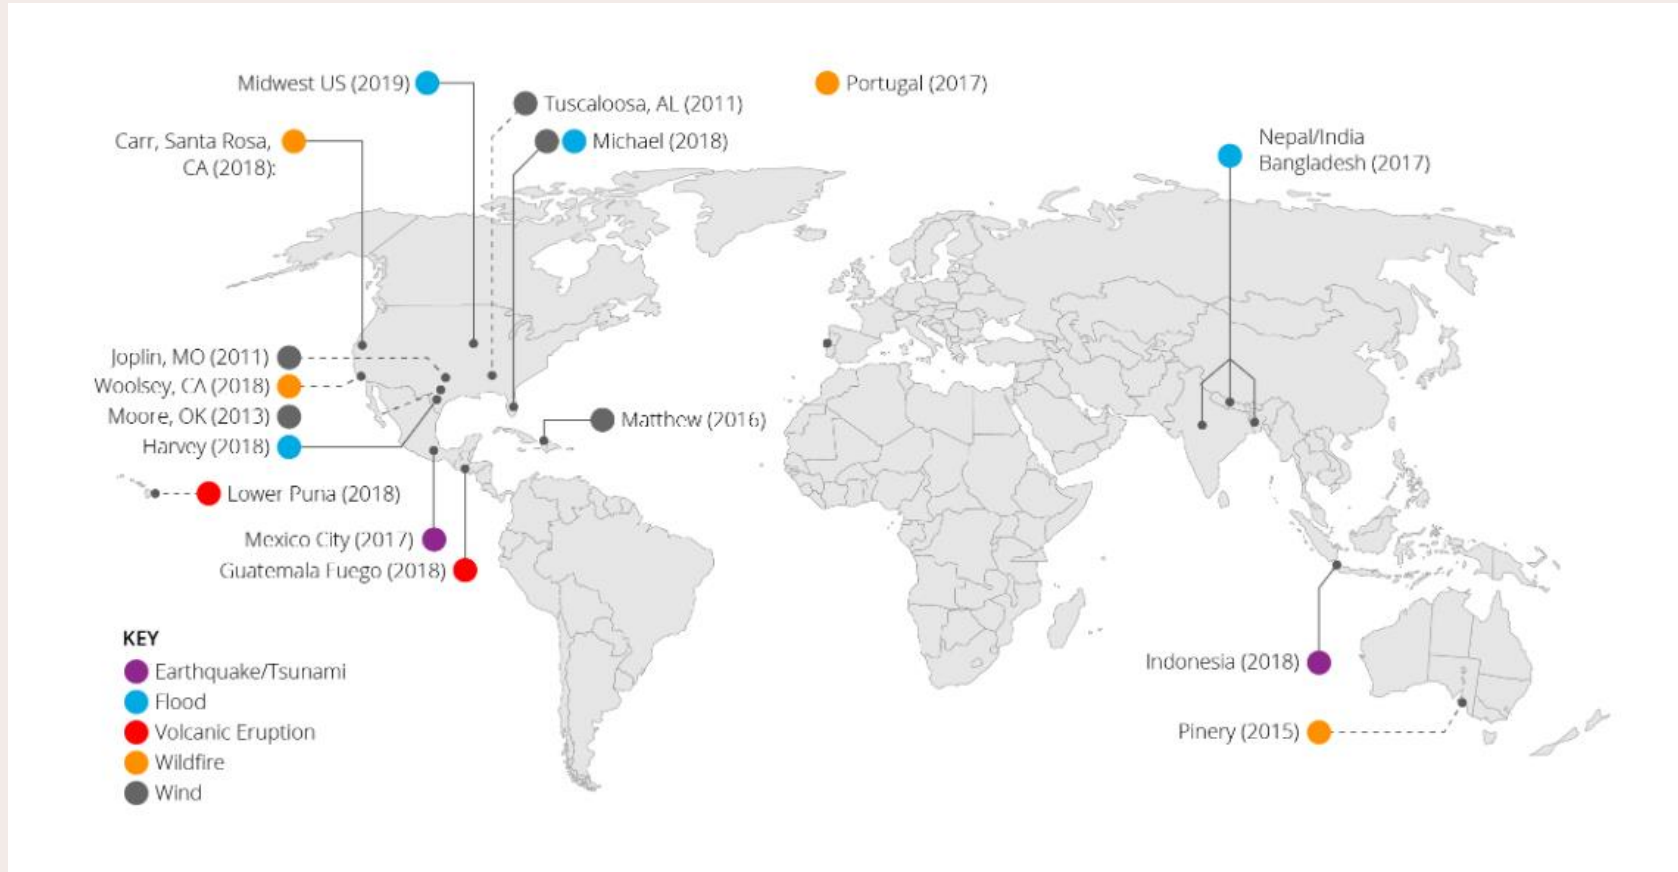 Midwest US (2019)
Portugal (2017)
Tuscaloosa, AL (2011)
Carr, Santa Rosa,
CA (2018):
Michael (2018)
Nepal/India
Bangladesh (2017)
Joplin, MO (2011)
Woolsey, CA (2018)
Moore, OK (2013)
Harvey (2018)
Matthew (2016)
Lower Puna (2018)
Mexico City (2017)
Guatemala Fuego (2018)
Indonesia (2018)
Pinery (2015)
KEY
Earthquake/Tsunami
Flood
Volcanic Eruption
Wildfire
Wind